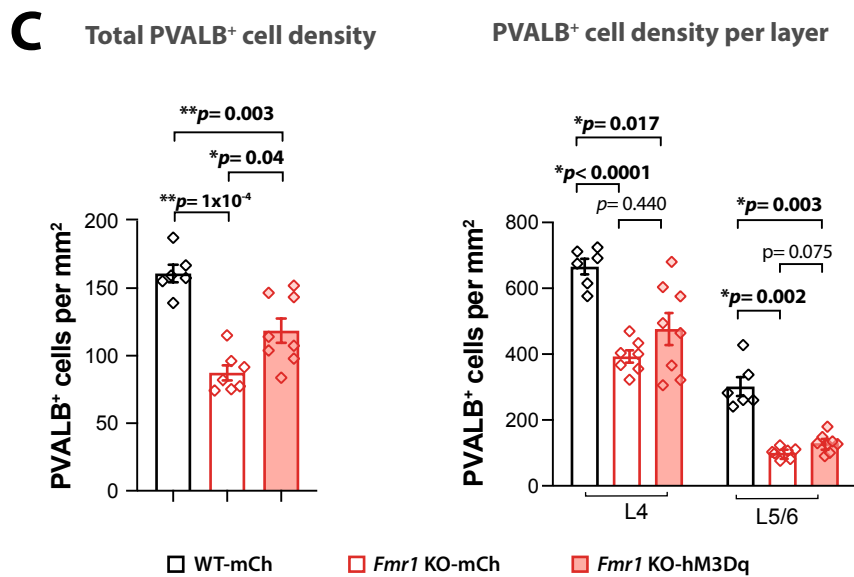 C
Total PVALB⁺ cell density
PVALB⁺ cell density per layer
**p= 0.003
*p= 0.04
**p= 1x10⁻⁴
200
150
100
50
0
PVALB⁺ cells per mm²
*p= 0.017
*p< 0.0001
p= 0.440
*p= 0.003
p= 0.075
*p= 0.002
800
600
400
200
0
PVALB⁺ cells per mm²
L4
L5/6
WT-mCh
Fmr1 KO-mCh
Fmr1 KO-hM3Dq